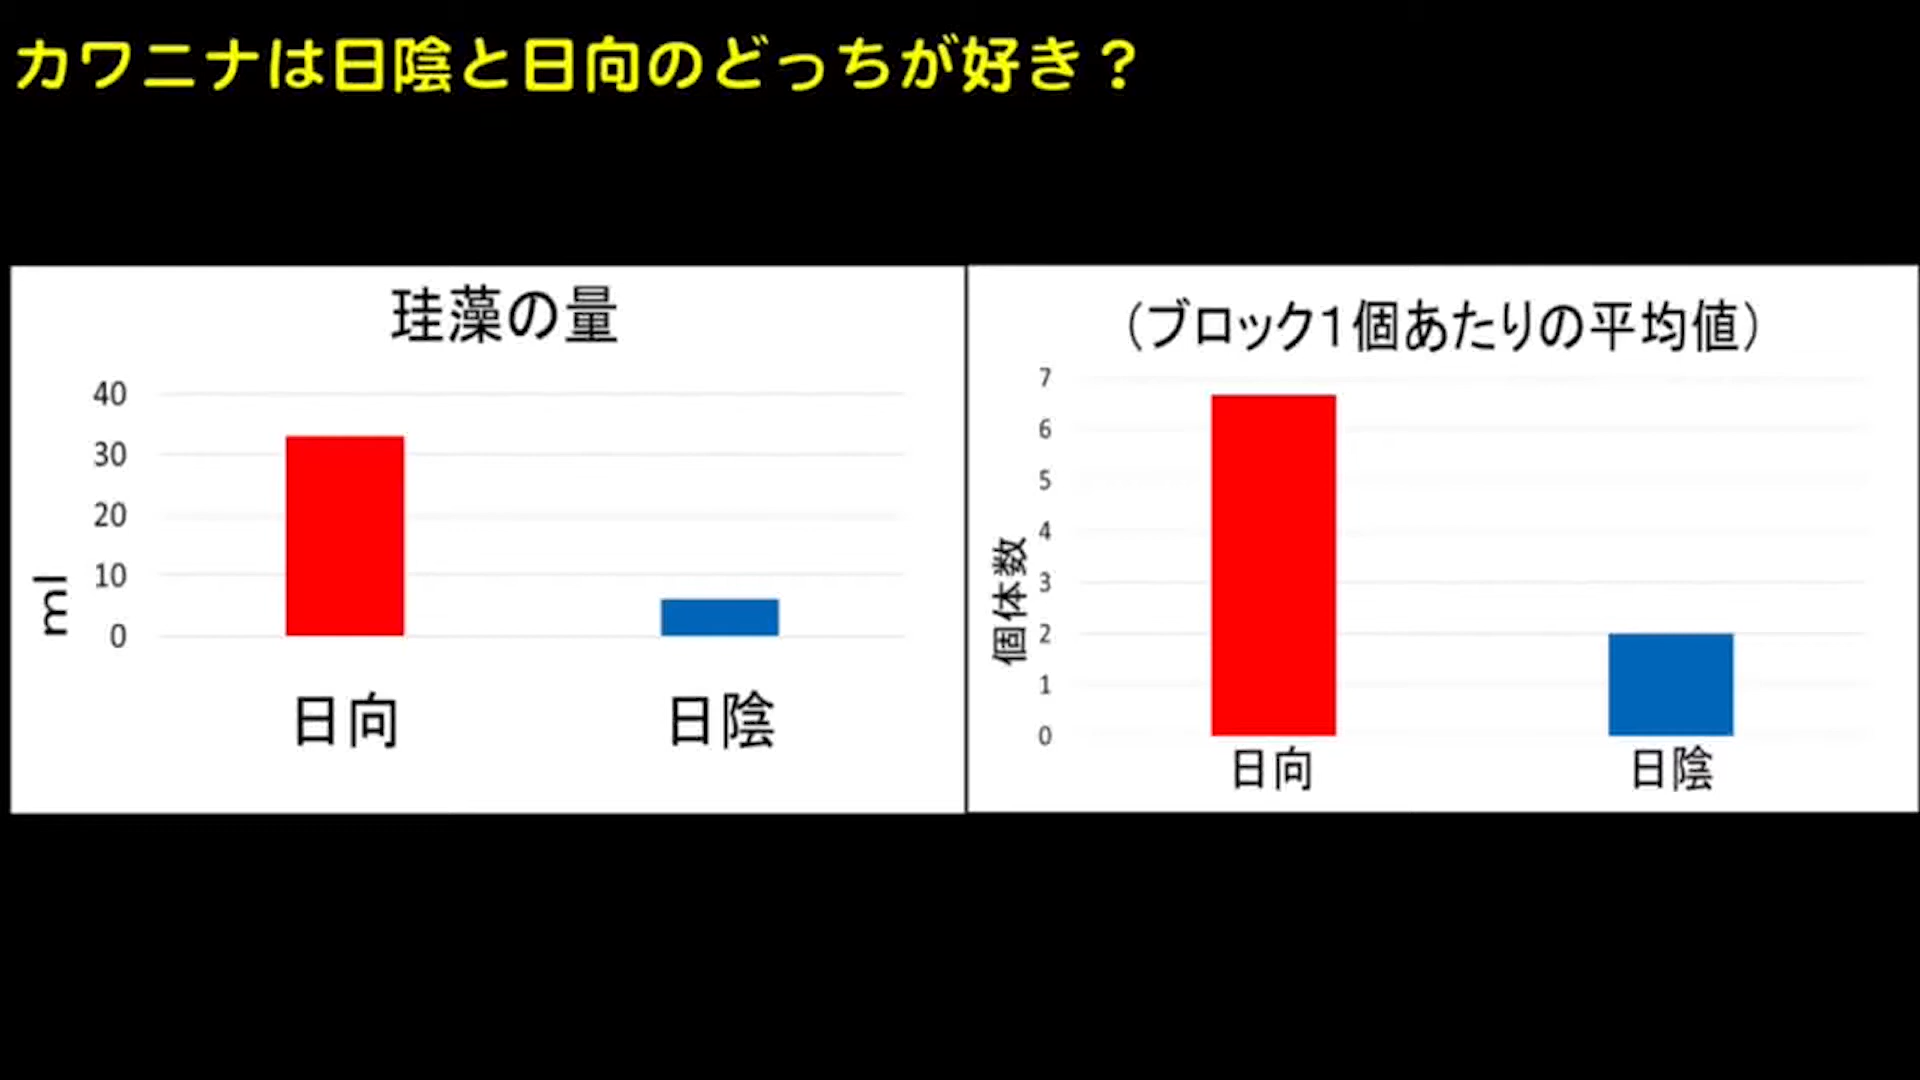 カワニナは日陰と日向のどっちが好き？
珪藻の量
40
30
20
10
0
ml
日向
日陰
（ブロック１個あたりの平均値）
7
6
5
4
3
2
1
0
個体数
日向
日陰